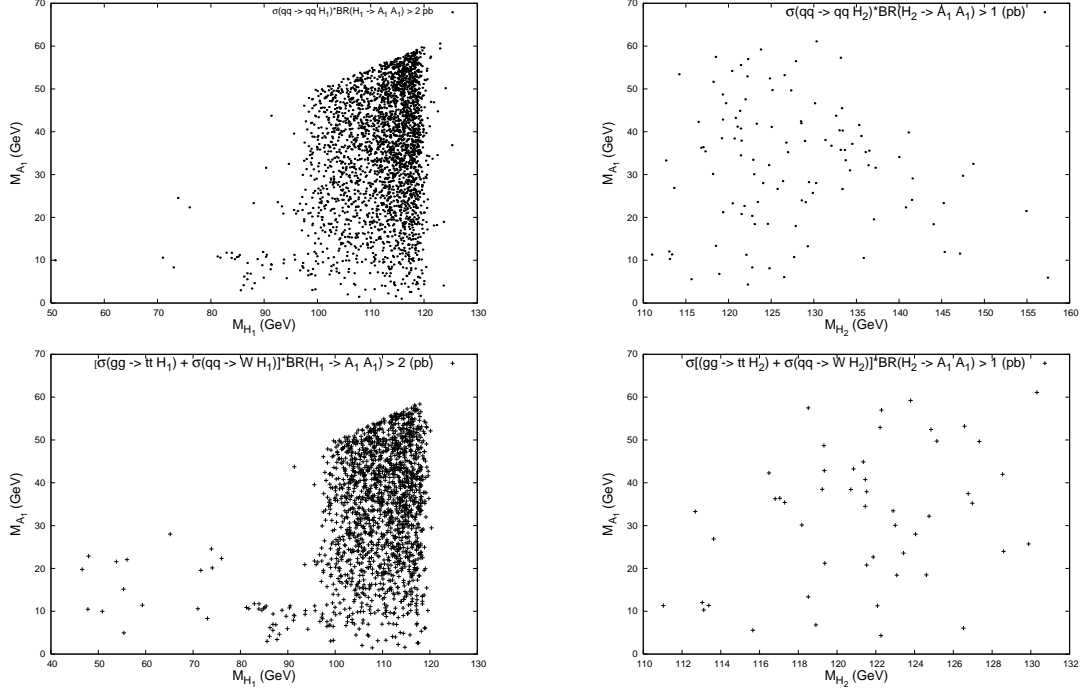 σ(qq -> qq H1)*BR(H1 -> A1 A1) > 2 pb
70
60
50
40
30
20
10
0
MA1 (GeV)
50 60 70 80 90 100 110 120 130
MH1 (GeV)
σ(qq -> qq H2)*BR(H2 -> A1 A1) > 1 (pb)
70
60
50
40
30
20
10
0
MA1 (GeV)
110 115 120 125 130 135 140 145 150 155 160
MH2 (GeV)
[σ(gg -> tt H1) + σ(qq -> W H1)]*BR(H1 -> A1 A1) > 2 (pb)
70
60
50
40
30
20
10
0
MA1 (GeV)
40 50 60 70 80 90 100 110 120 130
MH1 (GeV)
σ[(gg -> tt H2) + σ(qq -> W H2)]*BR(H2 -> A1 A1) > 1 (pb)
70
60
50
40
30
20
10
0
MA1 (GeV)
110 112 114 116 118 120 122 124 126 128 130 132
MH2 (GeV)